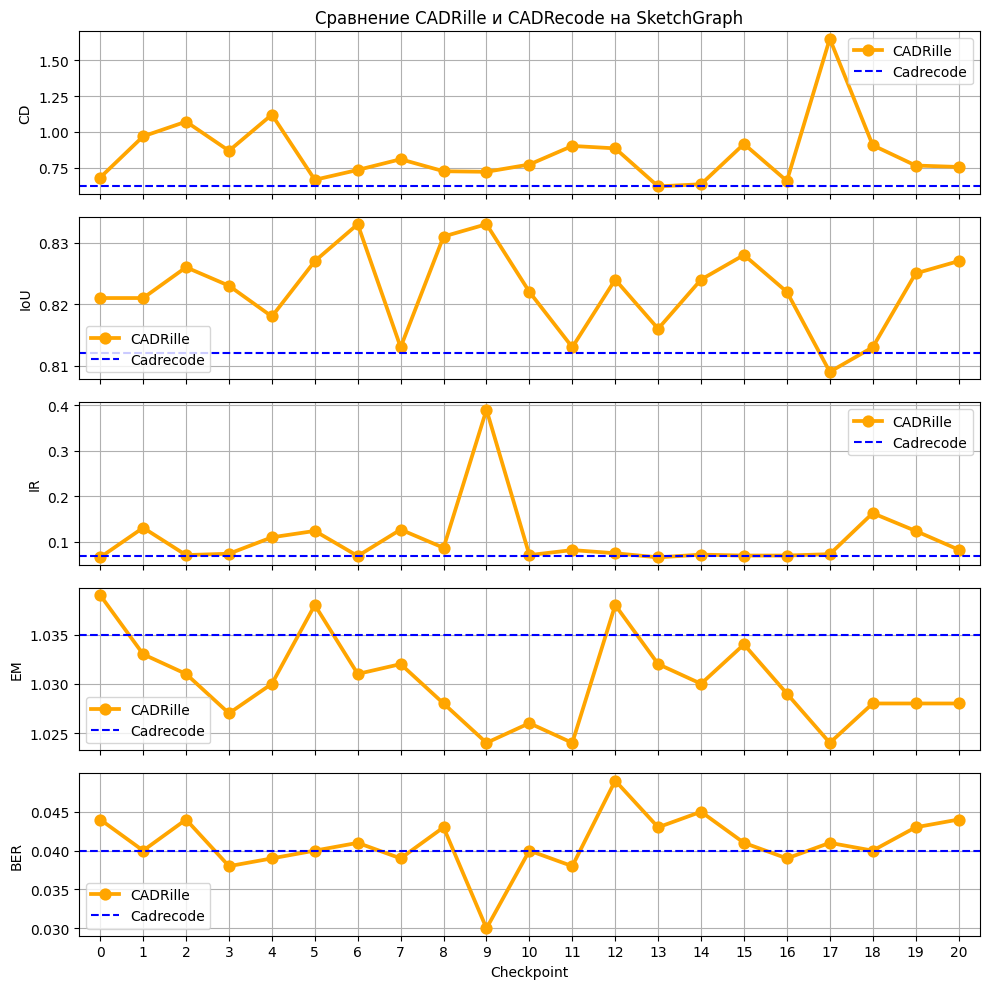 Сравнение CADRille и CADRecode на SketchGraph
1.50
1.25
1.00
0.75
CD
CADRille
Cadrecode
0.83
0.82
0.81
IoU
CADRille
Cadrecode
0.4
0.3
0.2
0.1
IR
CADRille
Cadrecode
1.035
1.030
1.025
EM
CADRille
Cadrecode
0.045
0.040
0.035
0.030
BER
CADRille
Cadrecode
0 1 2 3 4 5 6 7 8 9 10 11 12 13 14 15 16 17 18 19 20
Checkpoint